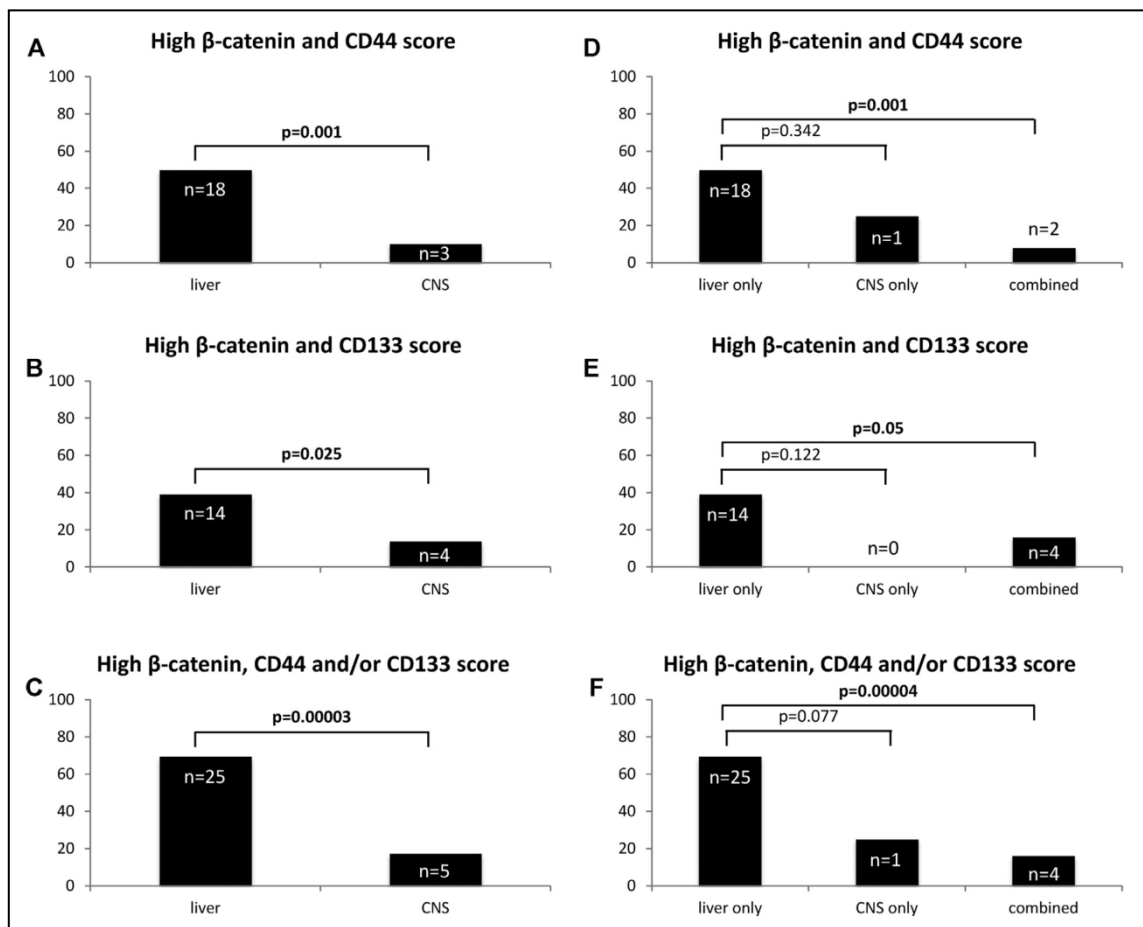 A
High β-catenin and CD44 score
100
80
60
40
20
0
p=0.001
n=18
n=3
liver
CNS
D
High β-catenin and CD44 score
100
80
60
40
20
0
p=0.001
p=0.342
n=18
n=1
n=2
liver only
CNS only
combined
B
High β-catenin and CD133 score
100
80
60
40
20
0
p=0.025
n=14
n=4
liver
CNS
E
High β-catenin and CD133 score
100
80
60
40
20
0
p=0.05
p=0.122
n=14
n=0
n=4
liver only
CNS only
combined
C
High β-catenin, CD44 and/or CD133 score
100
80
60
40
20
0
p=0.00003
n=25
n=5
liver
CNS
F
High β-catenin, CD44 and/or CD133 score
100
80
60
40
20
0
p=0.00004
p=0.077
n=25
n=1
n=4
liver only
CNS only
combined